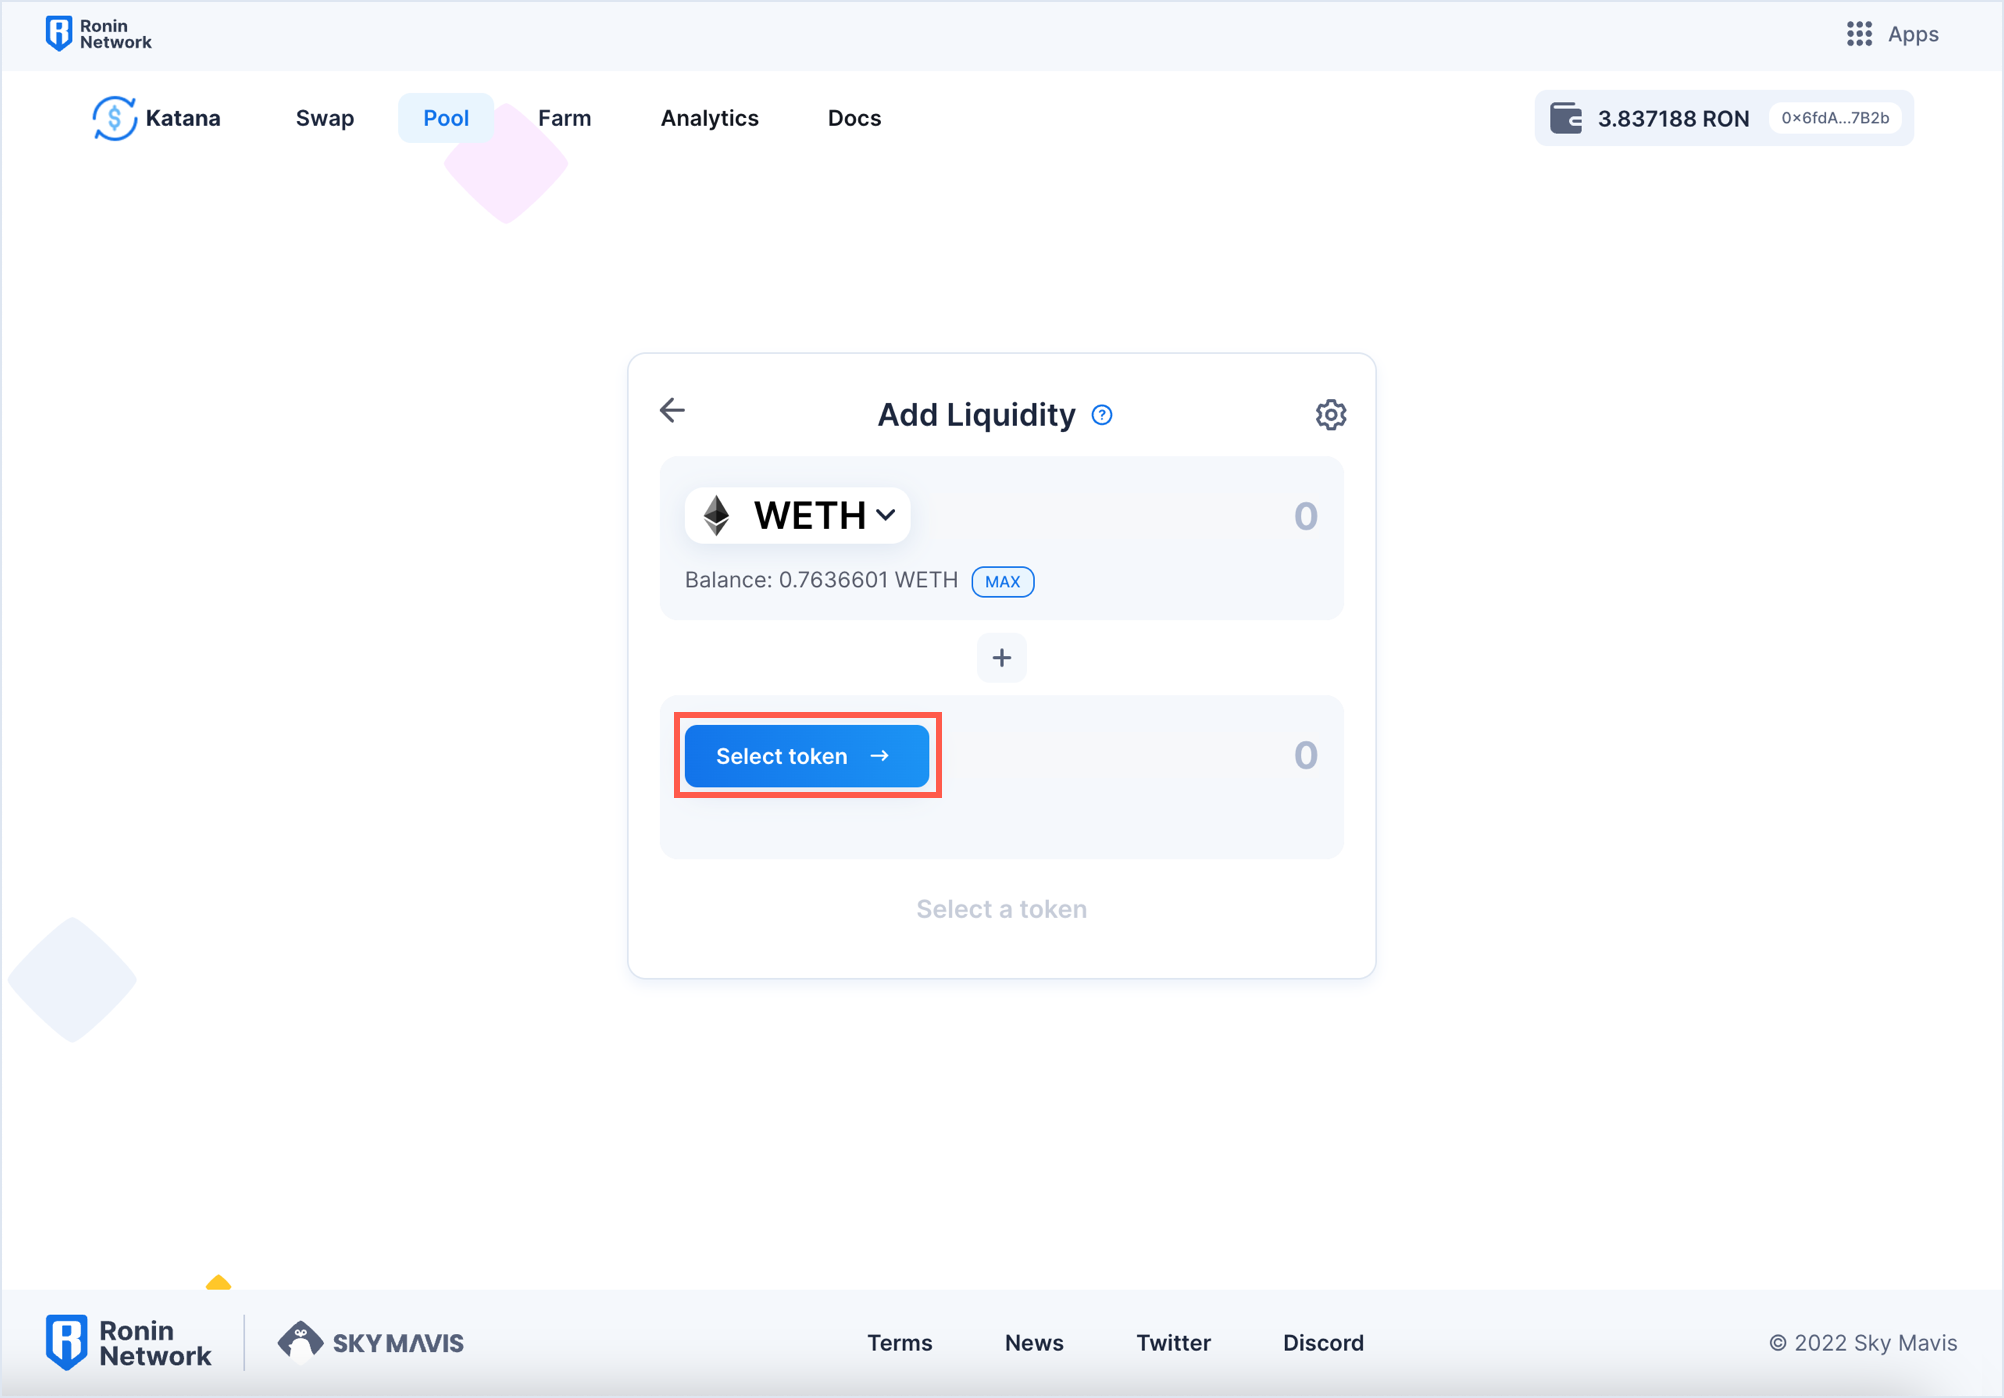 Ronin
Network
Apps
Katana
Swap
Pool
Farm
Analytics
Docs
3.837188 RON
0x6fdA...7B2b
Add Liquidity ?
WETH
0
Balance: 0.7636601 WETH
MAX
+
Select token →
0
Select a token
Ronin
Network
SKY MAVIS
Terms
News
Twitter
Discord
© 2022 Sky Mavis